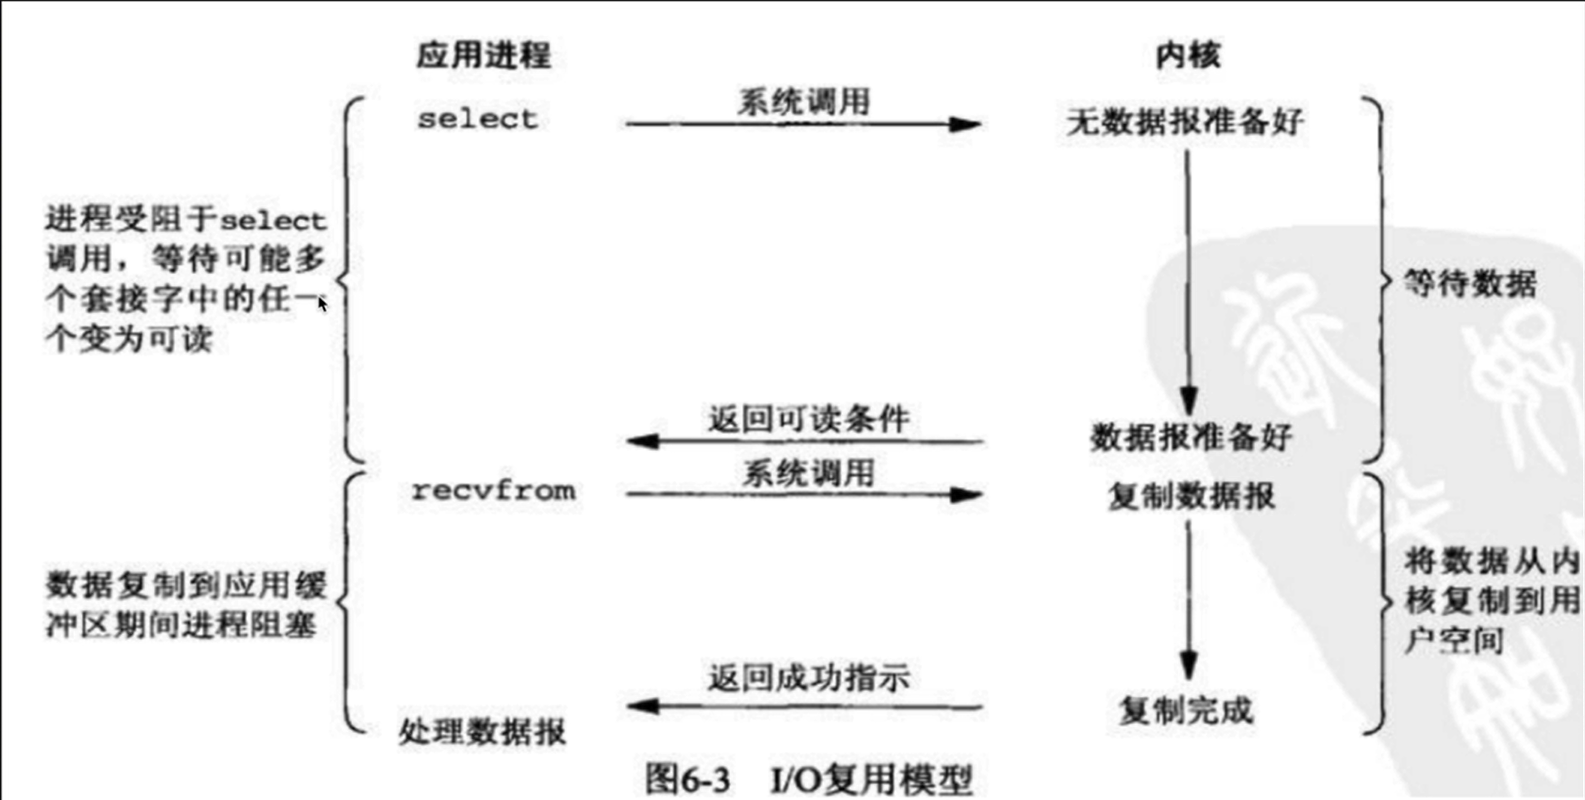 应用进程
内核
select
系统调用
无数据报准备好
进程受阻于select
调用，等待可能多
个套接字中的任一
个变为可读
等待数据
返回可读条件
数据报准备好
recvfrom
系统调用
复制数据报
数据复制到应用缓
冲区期间进程阻塞
将数据从内
核复制到用
户空间
返回成功指示
复制完成
处理数据报
图6-3 I/O复用模型